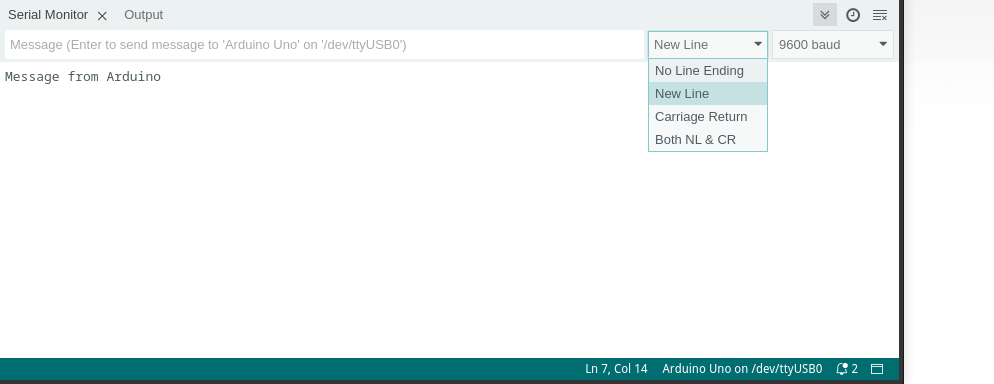 Serial Monitor Output
Message (Enter to send message to 'Arduino Uno' on '/dev/ttyUSB0') New Line 9600 baud
Message from Arduino
No Line Ending
New Line
Carriage Return
Both NL & CR
Ln 7, Col 14 Arduino Uno on /dev/ttyUSB0 2